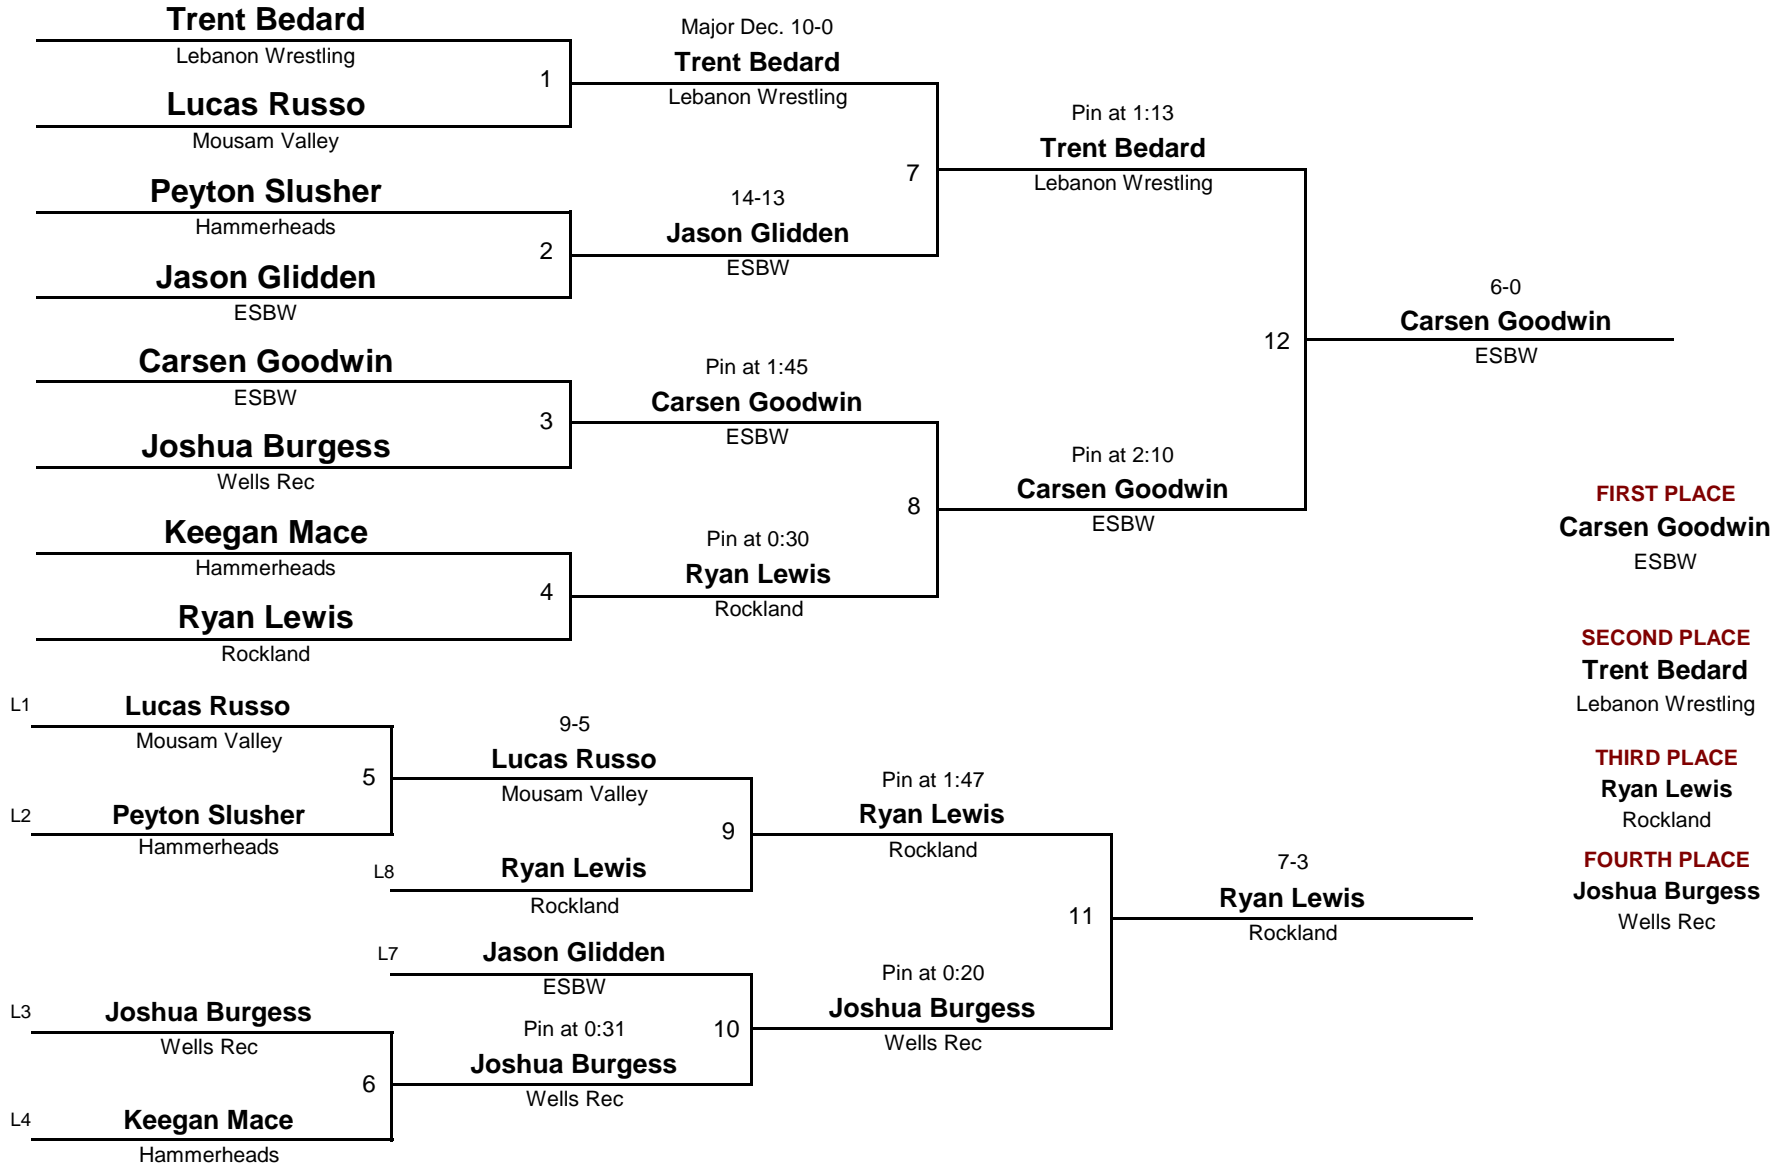 Trent Bedard
Lebanon Wrestling
1
Lucas Russo
Mousam Valley
Peyton Slusher
Hammerheads
2
Jason Glidden
ESBW
Carsen Goodwin
ESBW
3
Joshua Burgess
Wells Rec
Keegan Mace
Hammerheads
4
Ryan Lewis
Rockland
Major Dec. 10-0
Trent Bedard
Lebanon Wrestling
7
14-13
Jason Glidden
ESBW
Pin at 1:45
Carsen Goodwin
ESBW
8
Pin at 0:30
Ryan Lewis
Rockland
Pin at 1:13
Trent Bedard
Lebanon Wrestling
12
Pin at 2:10
Carsen Goodwin
ESBW
6-0
Carsen Goodwin
ESBW
FIRST PLACE
Carsen Goodwin
ESBW
SECOND PLACE
Trent Bedard
Lebanon Wrestling
THIRD PLACE
Ryan Lewis
Rockland
FOURTH PLACE
Joshua Burgess
Wells Rec
L1
Lucas Russo
Mousam Valley
5
L2
Peyton Slusher
Hammerheads
9-5
Lucas Russo
Mousam Valley
9
L8
Ryan Lewis
Rockland
L7
Jason Glidden
ESBW
10
L3
Joshua Burgess
Wells Rec
6
L4
Keegan Mace
Hammerheads
Pin at 0:31
Joshua Burgess
Wells Rec
Pin at 1:47
Ryan Lewis
Rockland
11
Pin at 0:20
Joshua Burgess
Wells Rec
7-3
Ryan Lewis
Rockland